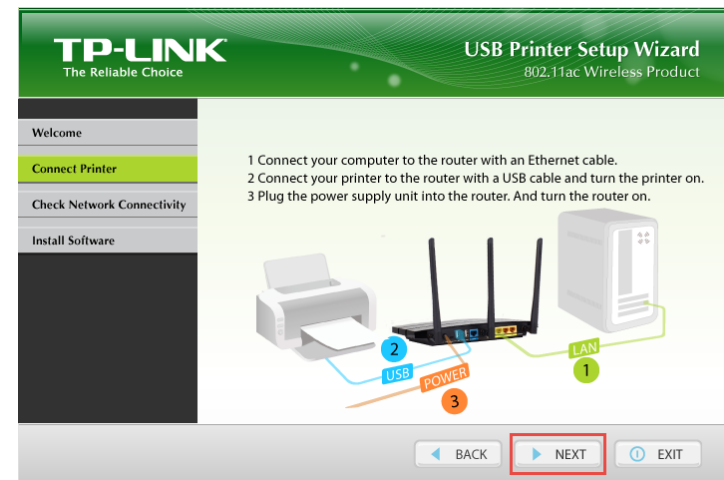 TP-LINK
The Reliable Choice
USB Printer Setup Wizard
802.11ac Wireless Product
Welcome
Connect Printer
Check Network Connectivity
Install Software
1 Connect your computer to the router with an Ethernet cable.
2 Connect your printer to the router with a USB cable and turn the printer on.
3 Plug the power supply unit into the router. And turn the router on.
2
USB
POWER
3
LAN
1
BACK
NEXT
EXIT